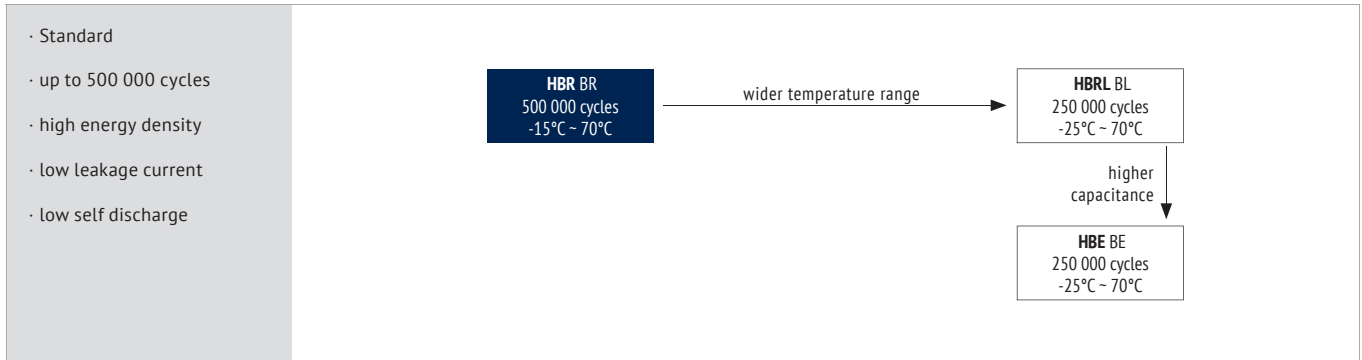 · Standard
· up to 500 000 cycles
· high energy density
· low leakage current
· low self discharge
HBR BR
500 000 cycles
-15°C ~ 70°C
wider temperature range
HBRL BL
250 000 cycles
-25°C ~ 70°C
higher
capacitance
HBE BE
250 000 cycles
-25°C ~ 70°C